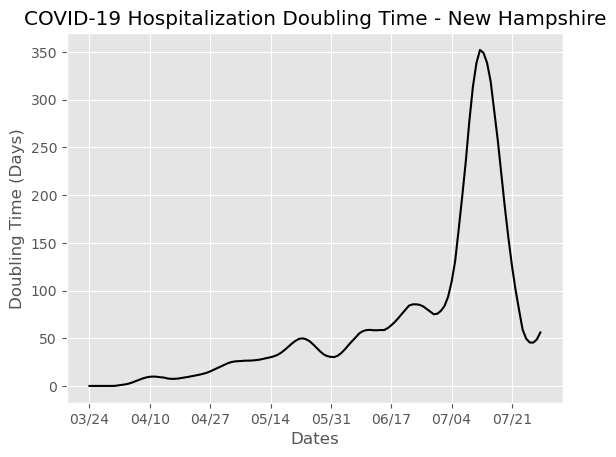 COVID-19 Hospitalization Doubling Time - New Hampshire
350
300
250
200
150
100
50
0
Doubling Time (Days)
03/24 04/10 04/27 05/14 05/31 06/17 07/04 07/21
Dates